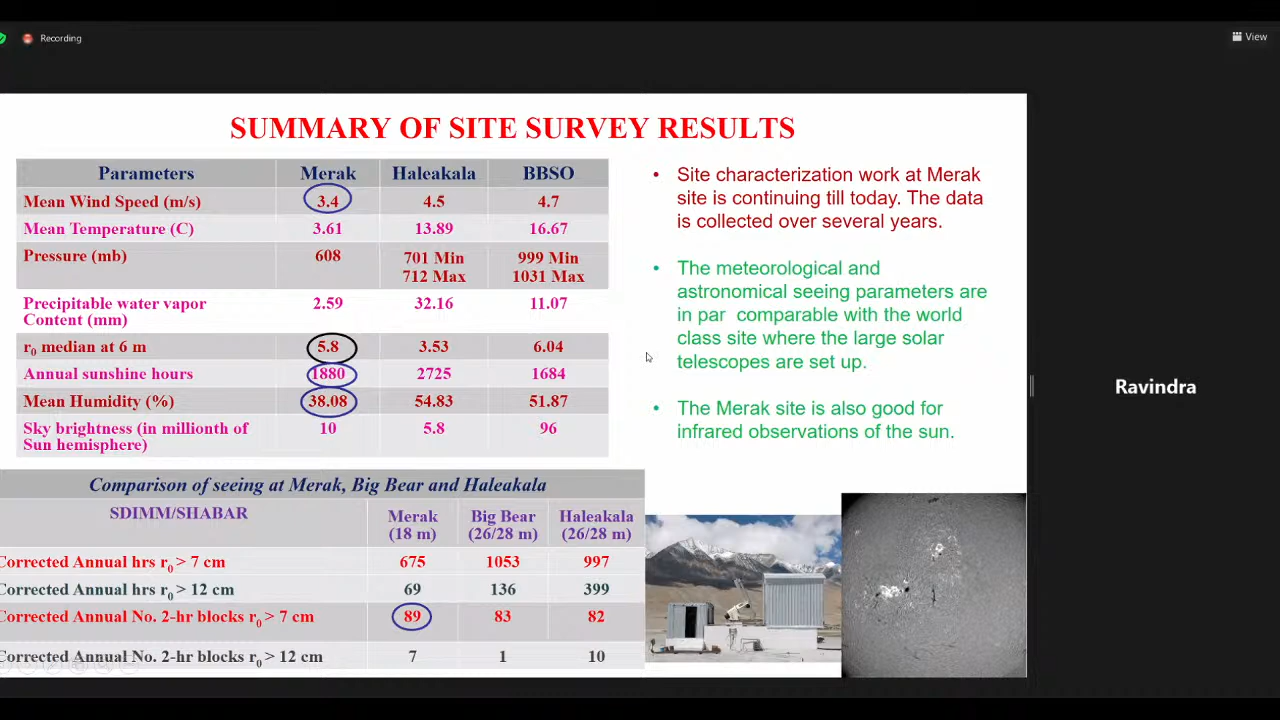 Recording
View
SUMMARY OF SITE SURVEY RESULTS
Parameters Merak Haleakala BBSO
Mean Wind Speed (m/s) 3.4 4.5 4.7
Mean Temperature (C) 3.61 13.89 16.67
Pressure (mb) 608 701 Min 999 Min
712 Max 1031 Max
Precipitable water vapor 2.59 32.16 11.07
Content (mm)
r0 median at 6 m 5.8 3.53 6.04
Annual sunshine hours 1880 2725 1684
Mean Humidity (%) 38.08 54.83 51.87
Sky brightness (in millionth of 10 5.8 96
Sun hemisphere)
• Site characterization work at Merak
site is continuing till today. The data
is collected over several years.
• The meteorological and
astronomical seeing parameters are
in par comparable with the world
class site where the large solar
telescopes are set up.
• The Merak site is also good for
infrared observations of the sun.
Comparison of seeing at Merak, Big Bear and Haleakala
SDIMM/SHABAR Merak Big Bear Haleakala
(18 m) (26/28 m) (26/28 m)
Corrected Annual hrs r0 > 7 cm 675 1053 997
Corrected Annual hrs r0 > 12 cm 69 136 399
Corrected Annual No. 2-hr blocks r0 > 7 cm 89 83 82
Corrected Annual No. 2-hr blocks r0 > 12 cm 7 1 10
Ravindra